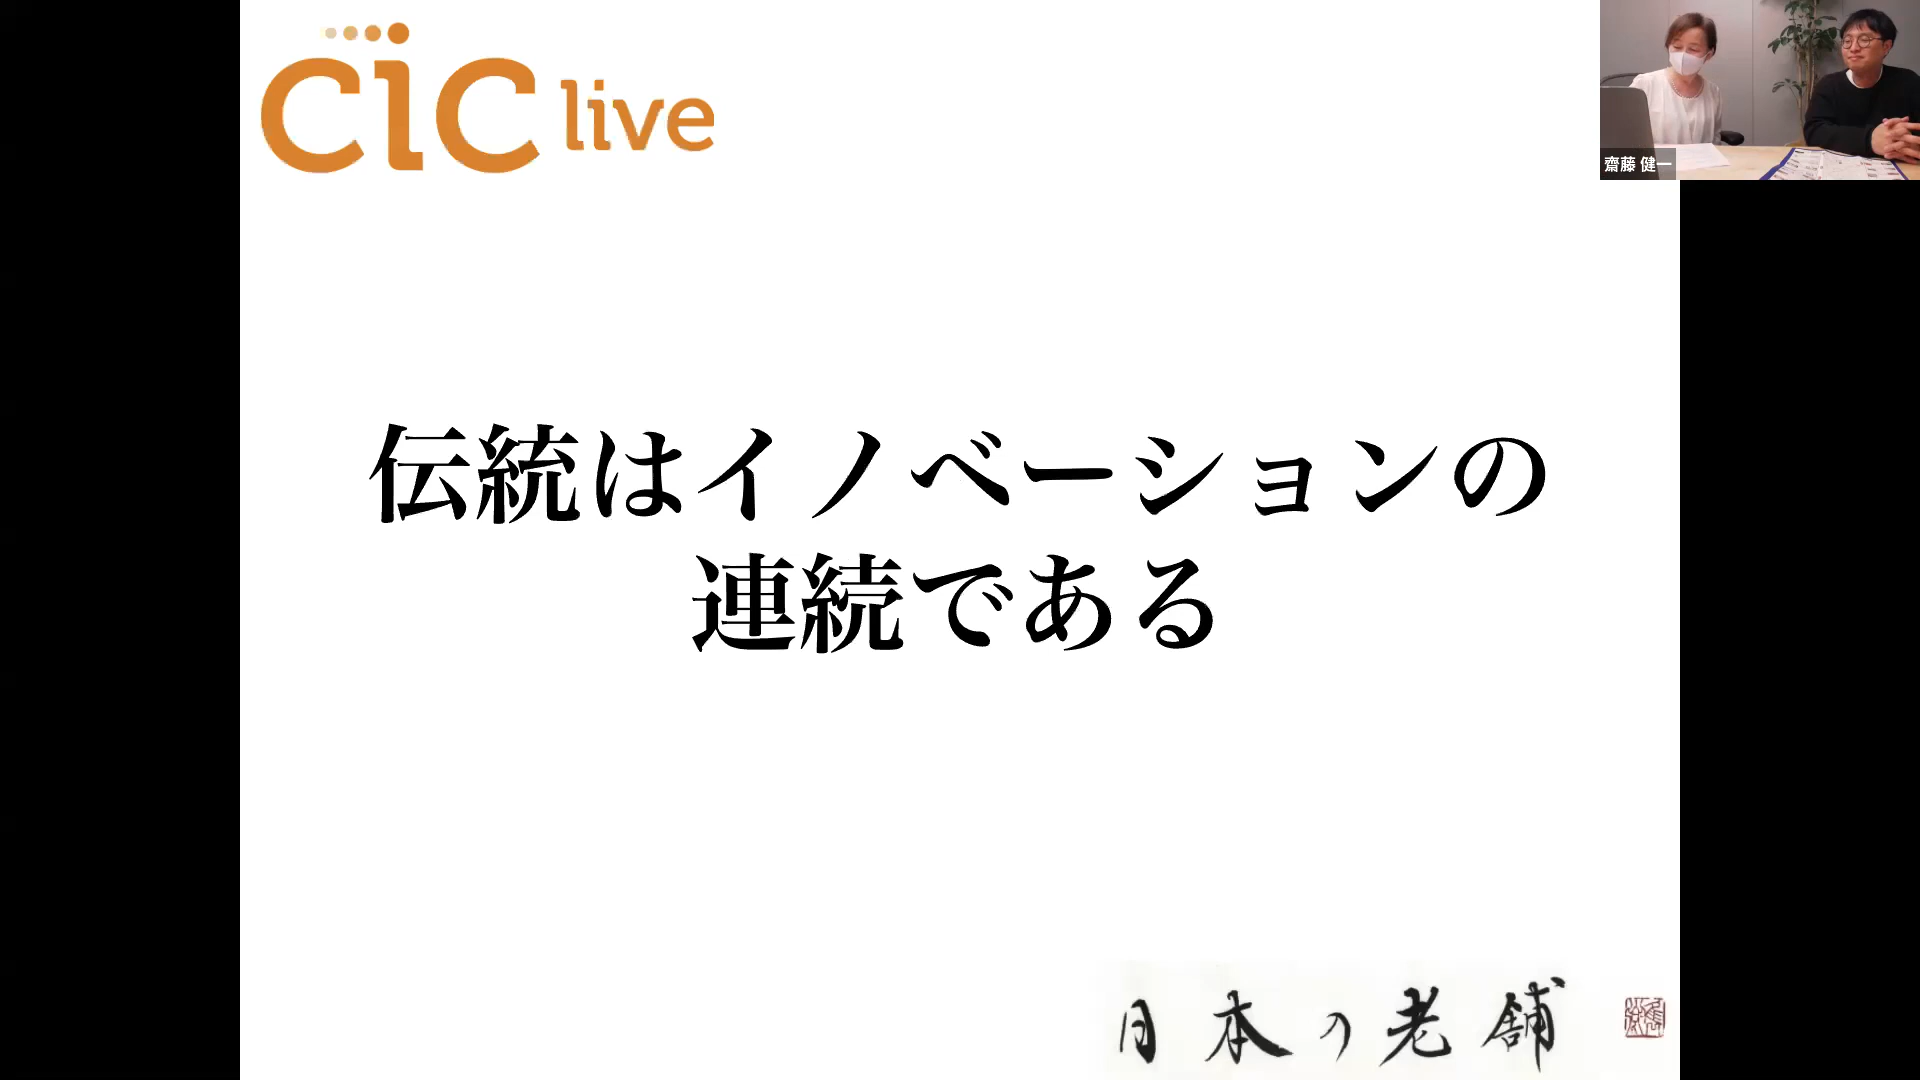 cic live
齋藤 健一
伝統はイノベーションの
連続である
日本の老舗